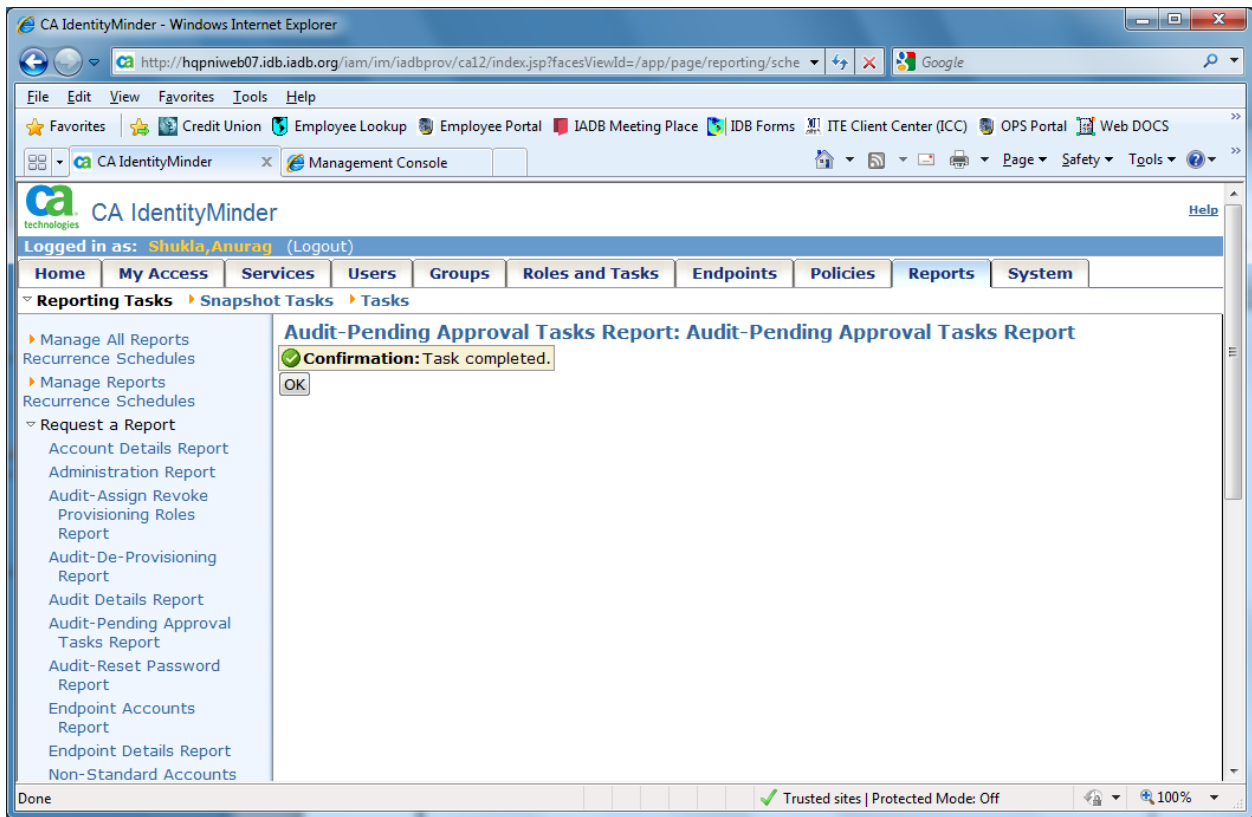 CA IdentityMinder - Windows Internet Explorer
http://hqpniweb07.idb.iadb.org/iam/im/iadbprov/ca12/index.jsp?facesViewId=/app/page/reporting/sche
Google
File Edit View Favorites Tools Help
Favorites Credit Union Employee Lookup Employee Portal IADB Meeting Place IDB Forms ITE Client Center (ICC) OPS Portal Web DOCS
CA IdentityMinder x Management Console Page Safety Tools
ca technologies CA IdentityMinder Help
Logged in as: Shukla,Anurag (Logout)
Home My Access Services Users Groups Roles and Tasks Endpoints Policies Reports System
Reporting Tasks Snapshot Tasks Tasks
Manage All Reports
Recurrence Schedules
Manage Reports
Recurrence Schedules
Request a Report
Account Details Report
Administration Report
Audit-Assign Revoke
Provisioning Roles
Report
Audit-De-Provisioning
Report
Audit Details Report
Audit-Pending Approval
Tasks Report
Audit-Reset Password
Report
Endpoint Accounts
Report
Endpoint Details Report
Non-Standard Accounts
Audit-Pending Approval Tasks Report: Audit-Pending Approval Tasks Report
Confirmation: Task completed.
OK
Done Trusted sites | Protected Mode: Off 100%